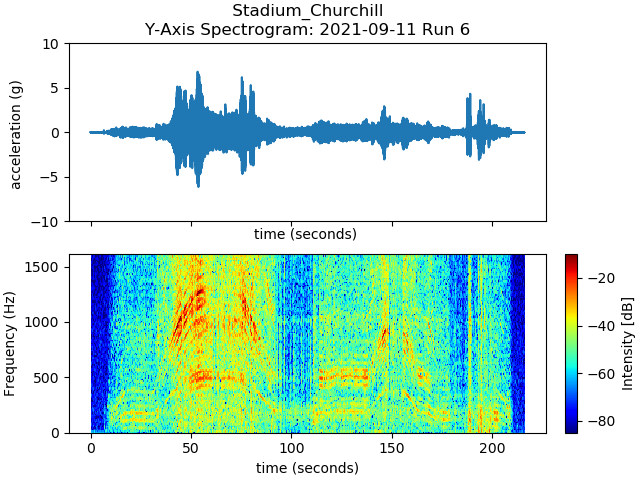 Stadium_Churchill
Y-Axis Spectrogram: 2021-09-11 Run 6
10
5
0
−5
−10
acceleration (g)
time (seconds)
1500
1000
500
0
Frequency (Hz)
0
50
100
150
200
time (seconds)
−20
−40
−60
−80
Intensity [dB]